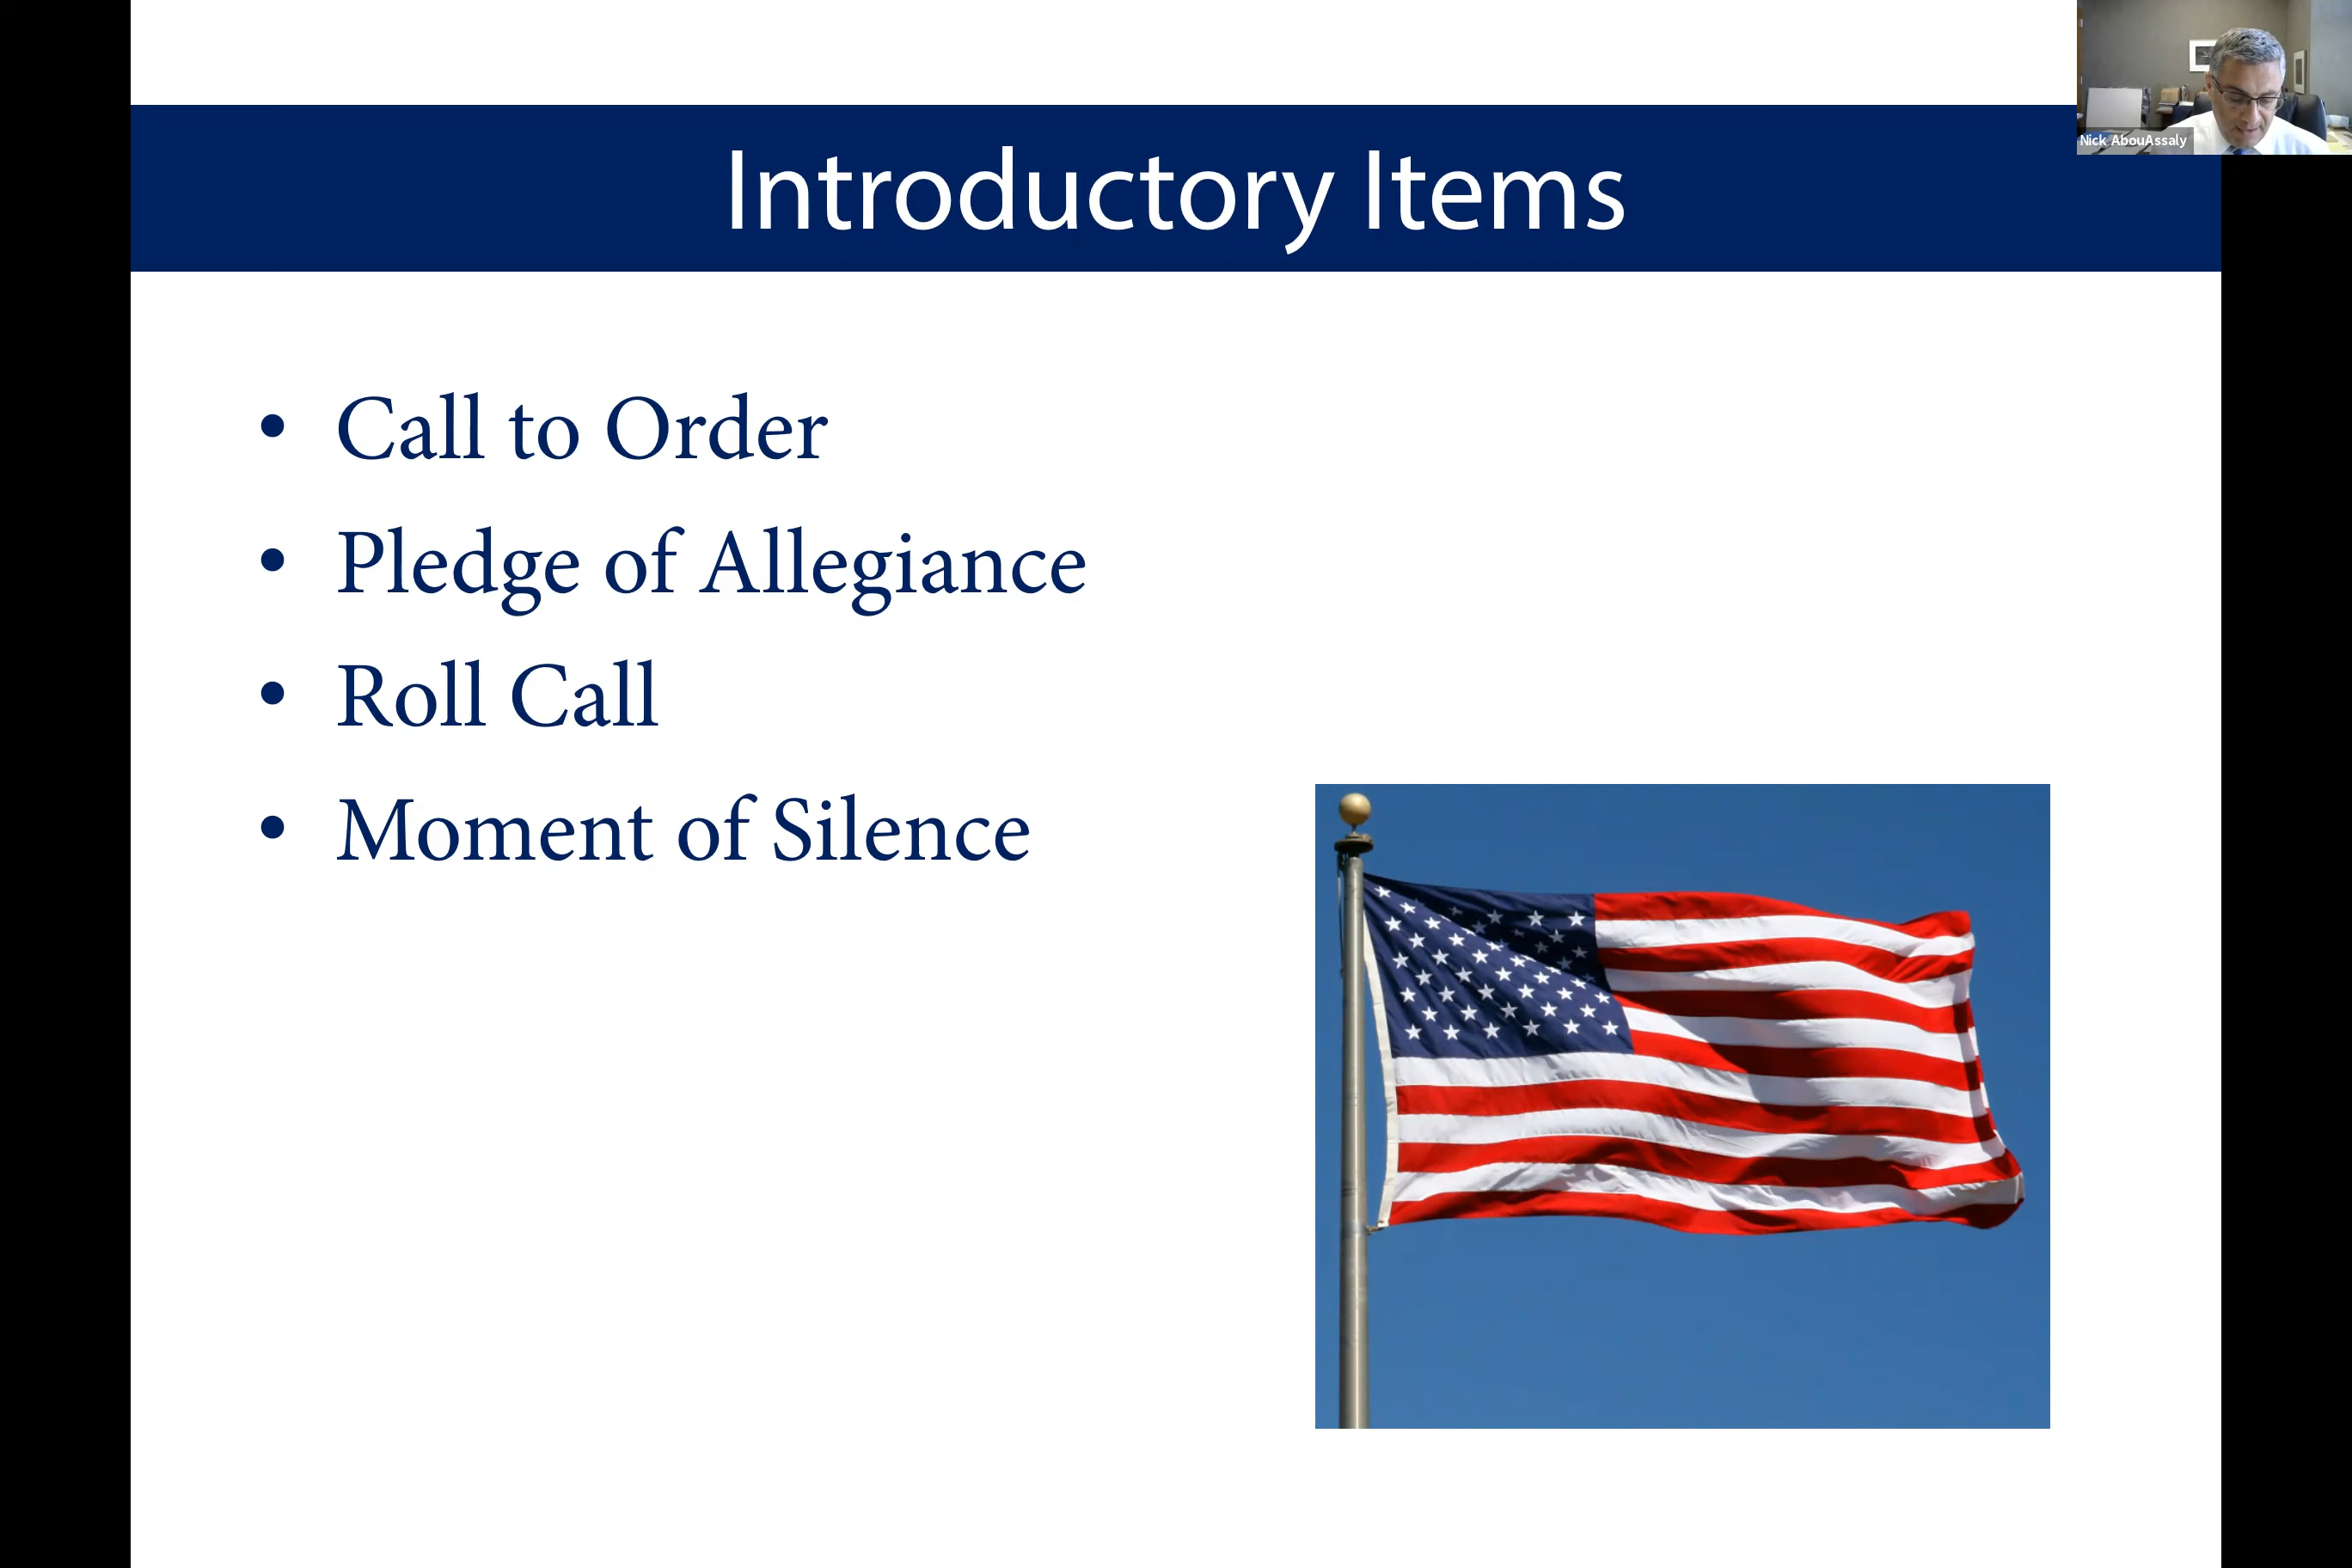 Introductory Items
Nick AbouAssaly
• Call to Order
• Pledge of Allegiance
• Roll Call
• Moment of Silence